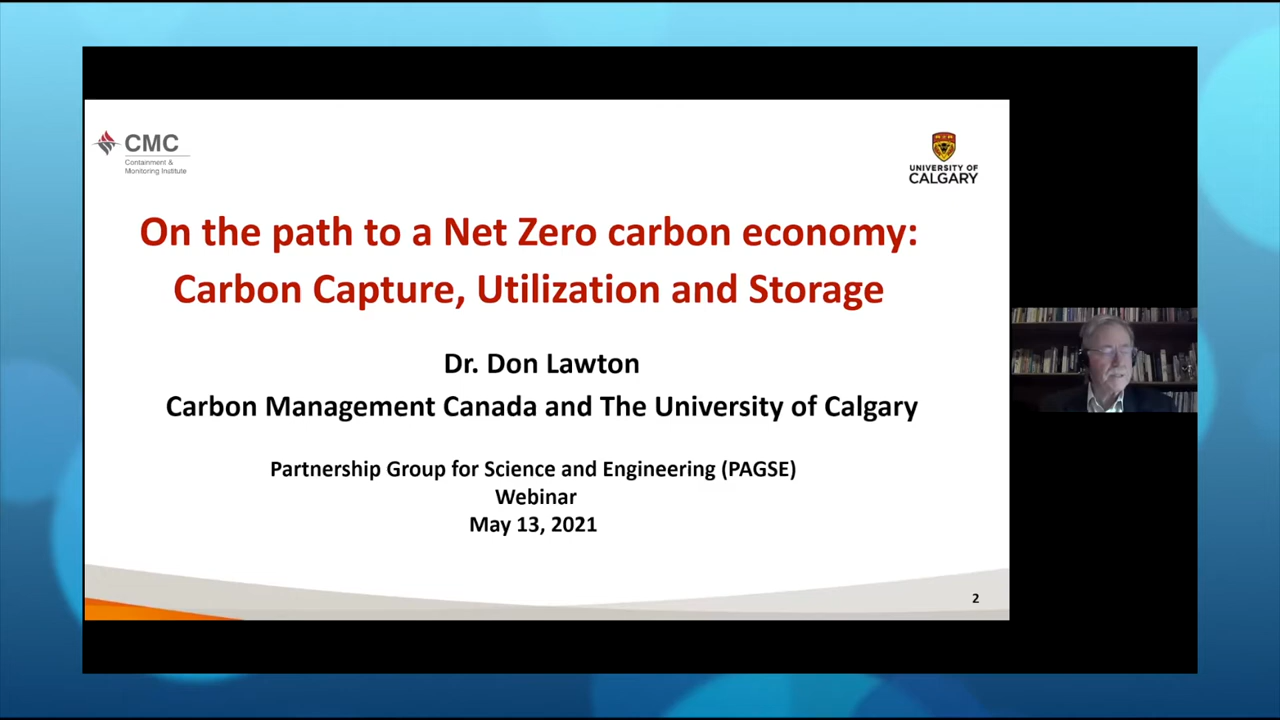 CMC
Containment &
Monitoring Institute
UNIVERSITY OF
CALGARY
On the path to a Net Zero carbon economy:
Carbon Capture, Utilization and Storage
Dr. Don Lawton
Carbon Management Canada and The University of Calgary
Partnership Group for Science and Engineering (PAGSE)
Webinar
May 13, 2021
2